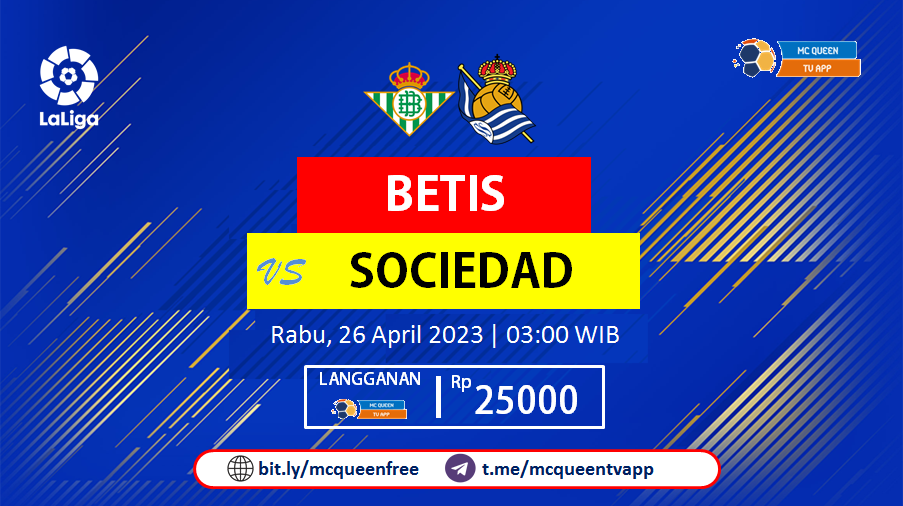 LaLiga
MC QUEEN
TV APP
BETIS
VS SOCIEDAD
Rabu, 26 April 2023 | 03:00 WIB
LANGGANAN
MC QUEEN
TV APP
Rp 25000
bit.ly/mcqueenfree
t.me/mcqueentvapp